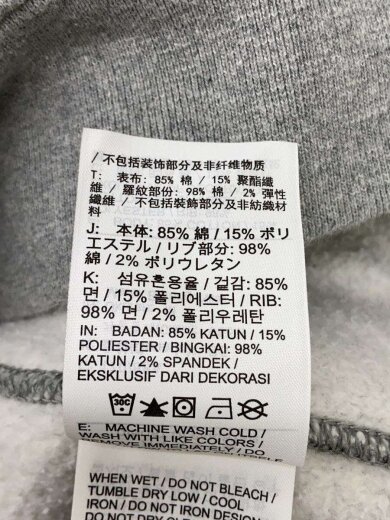 / 不包括装饰部分及非纤维物质
T: 表布: 85% 棉 / 15% 聚酯纖
維 / 羅紋部份: 98% 棉 / 2% 彈性
纖維 / 不包括裝飾部分及非紡織材
料
J: 本体: 85% 綿 / 15% ポリ
エステル / リブ部分: 98%
綿 / 2% ポリウレタン
K: 섬유혼용율 / 겉감: 85%
면 / 15% 폴리에스터 / RIB:
98% 면 / 2% 폴리우레탄
IN: BADAN: 85% KATUN / 15%
POLIESTER / BINGKAI: 98%
KATUN / 2% SPANDEK /
EKSKLUSIF DARI DEKORASI
30C
E: MACHINE WASH COLD /
WASH WITH LIKE COLORS /
REMOVE IMMEDIATELY / DO
WHEN WET / DO NOT BLEACH /
TUMBLE DRY LOW / COOL
IRON / DO NOT IRON DESIGN